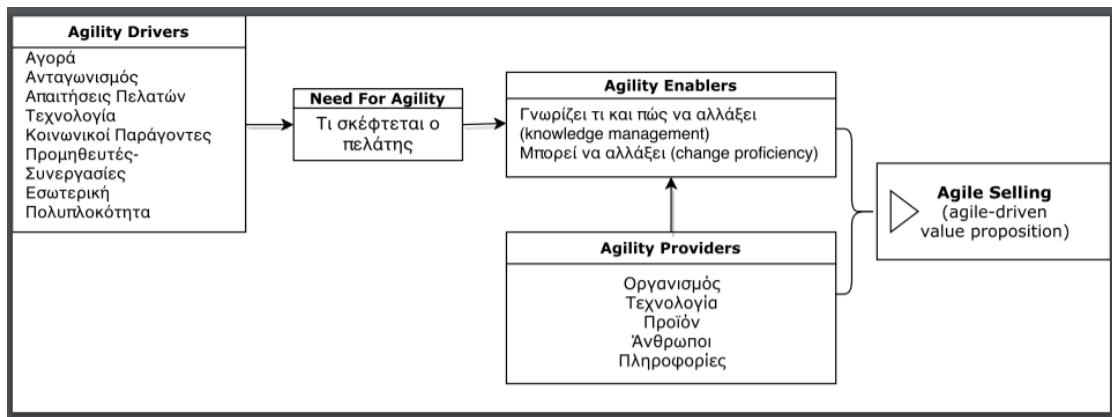 Agility Drivers
Αγορά
Ανταγωνισμός
Απαιτήσεις Πελατών
Τεχνολογία
Κοινωνικοί Παράγοντες
Προμηθευτές-
Συνεργασίες
Εσωτερική
Πολυπλοκότητα
Need For Agility
Τι σκέφτεται ο
πελάτης
Agility Enablers
Γνωρίζει τι και πώς να αλλάξει
(knowledge management)
Μπορεί να αλλάξει (change proficiency)
Agility Providers
Οργανισμός
Τεχνολογία
Προϊόν
Άνθρωποι
Πληροφορίες
Agile Selling
(agile-driven
value proposition)